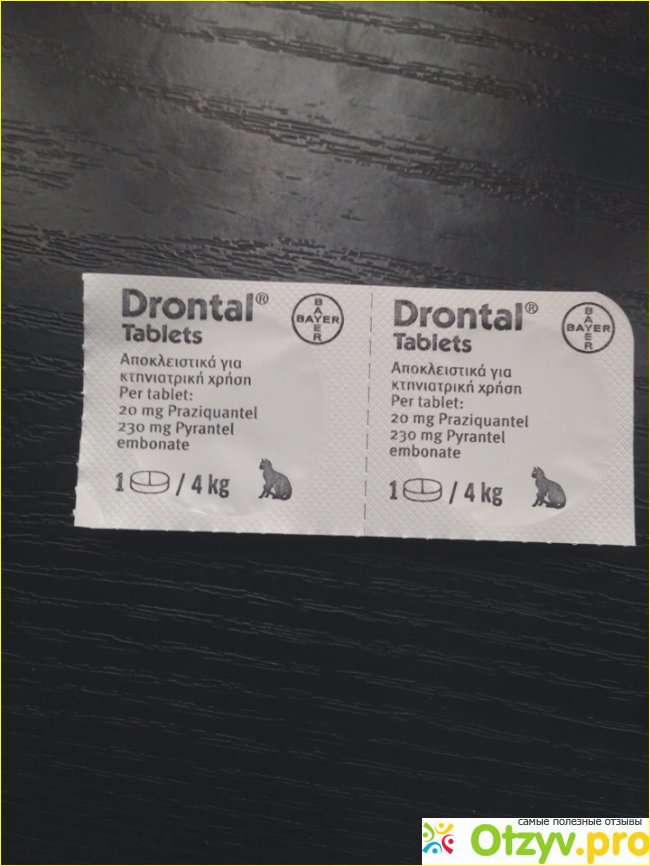 Drontal®
Tablets
BAYER
BAYER
Αποκλειστικά για
κτηνιατρική χρήση
Per tablet:
20 mg Praziquantel
230 mg Pyrantel
embonate
1 / 4 kg
Drontal®
Tablets
BAYER
BAYER
Αποκλειστικά για
κτηνιατρική χρήση
Per tablet:
20 mg Praziquantel
230 mg Pyrantel
embonate
1 / 4 kg
самые полезные отзывы
Otzyv.pro